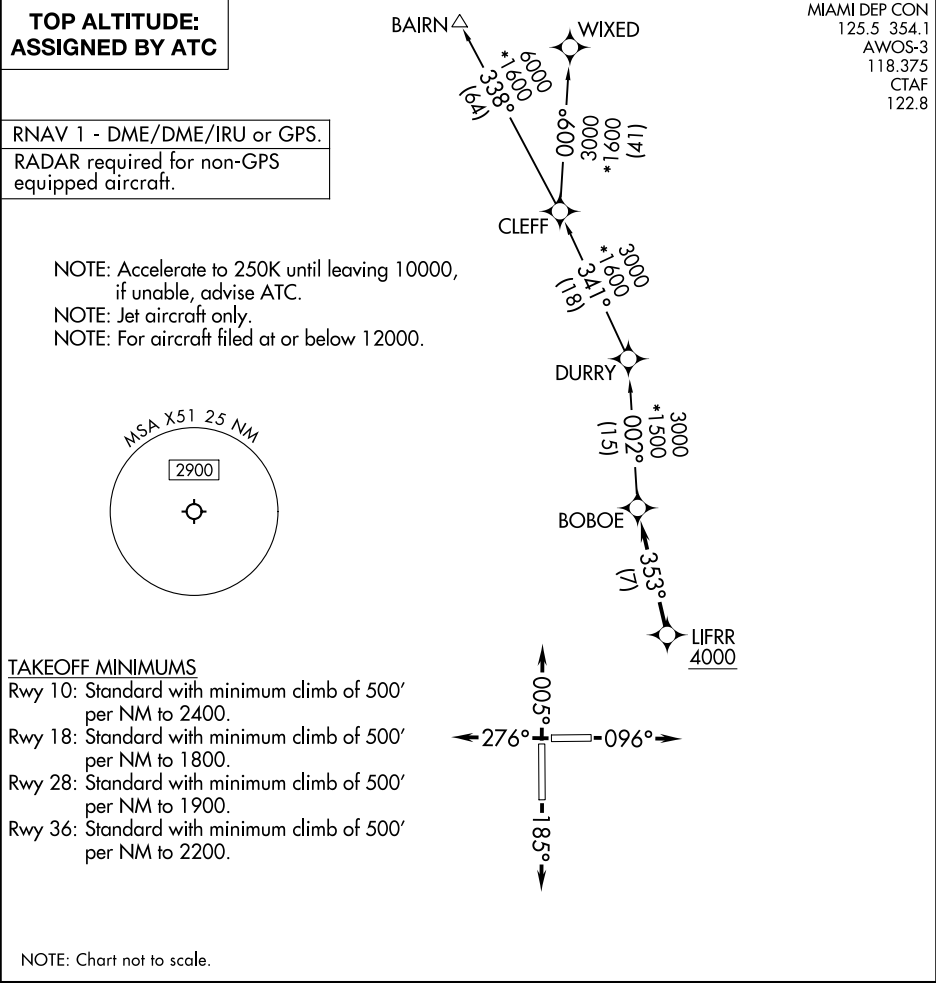 TOP ALTITUDE:
ASSIGNED BY ATC
MIAMI DEP CON
125.5 354.1
AWOS-3
118.375
CTAF
122.8
RNAV 1 - DME/DME/IRU or GPS.
RADAR required for non-GPS
equipped aircraft.
NOTE: Accelerate to 250K until leaving 10000,
if unable, advise ATC.
NOTE: Jet aircraft only.
NOTE: For aircraft filed at or below 12000.
BAIRN
WIXED
6000
*1600
338°
(64)
009°
3000
*1600
(41)
CLEFF
3000
*1600
341°
(18)
DURRY
3000
*1500
002°
(15)
BOBOE
353°
(7)
LIFRR
4000
MSA X51 25 NM
2900
TAKEOFF MINIMUMS
Rwy 10: Standard with minimum climb of 500'
per NM to 2400.
Rwy 18: Standard with minimum climb of 500'
per NM to 1800.
Rwy 28: Standard with minimum climb of 500'
per NM to 1900.
Rwy 36: Standard with minimum climb of 500'
per NM to 2200.
005°
276°
096°
185°
NOTE: Chart not to scale.